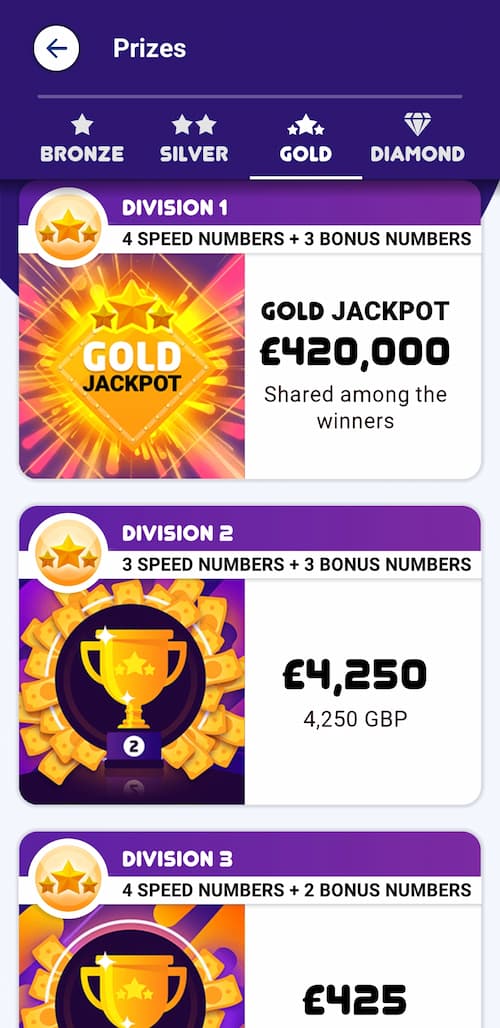 Prizes
BRONZE SILVER GOLD DIAMOND
DIVISION 1
4 SPEED NUMBERS + 3 BONUS NUMBERS
GOLD
JACKPOT
GOLD JACKPOT
£420,000
Shared among the
winners
DIVISION 2
3 SPEED NUMBERS + 3 BONUS NUMBERS
2
£4,250
4,250 GBP
DIVISION 3
4 SPEED NUMBERS + 2 BONUS NUMBERS
£425